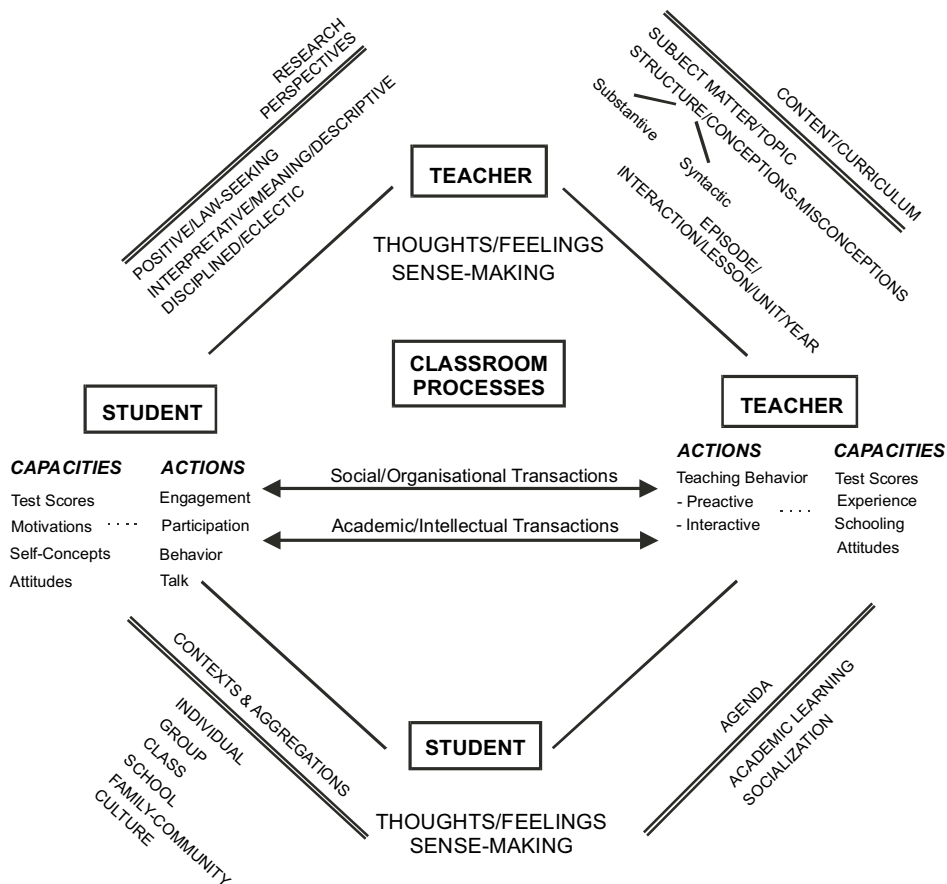 RESEARCH
PERSPECTIVES
POSITIVE/LAW-SEEKING
INTERPRETATIVE/MEANING/DESCRIPTIVE
DISCIPLINED/ECLECTIC
CONTENT/CURRICULUM
SUBJECT MATTER/TOPIC
STRUCTURE/CONCEPTIONS-MISCONCEPTIONS
Substantive
Syntactic
EPISODE/
INTERACTION/LESSON/UNIT/YEAR
TEACHER
THOUGHTS/FEELINGS
SENSE-MAKING
CLASSROOM
PROCESSES
STUDENT
CAPACITIES
Test Scores
Motivations
Self-Concepts
Attitudes
ACTIONS
Engagement
Participation
Behavior
Talk
Social/Organisational Transactions
Academic/Intellectual Transactions
TEACHER
ACTIONS
Teaching Behavior
- Preactive
- Interactive
CAPACITIES
Test Scores
Experience
Schooling
Attitudes
CONTEXTS & AGGREGATIONS
INDIVIDUAL
GROUP
CLASS
SCHOOL
FAMILY-COMMUNITY
CULTURE
STUDENT
THOUGHTS/FEELINGS
SENSE-MAKING
AGENDA
ACADEMIC LEARNING
SOCIALIZATION